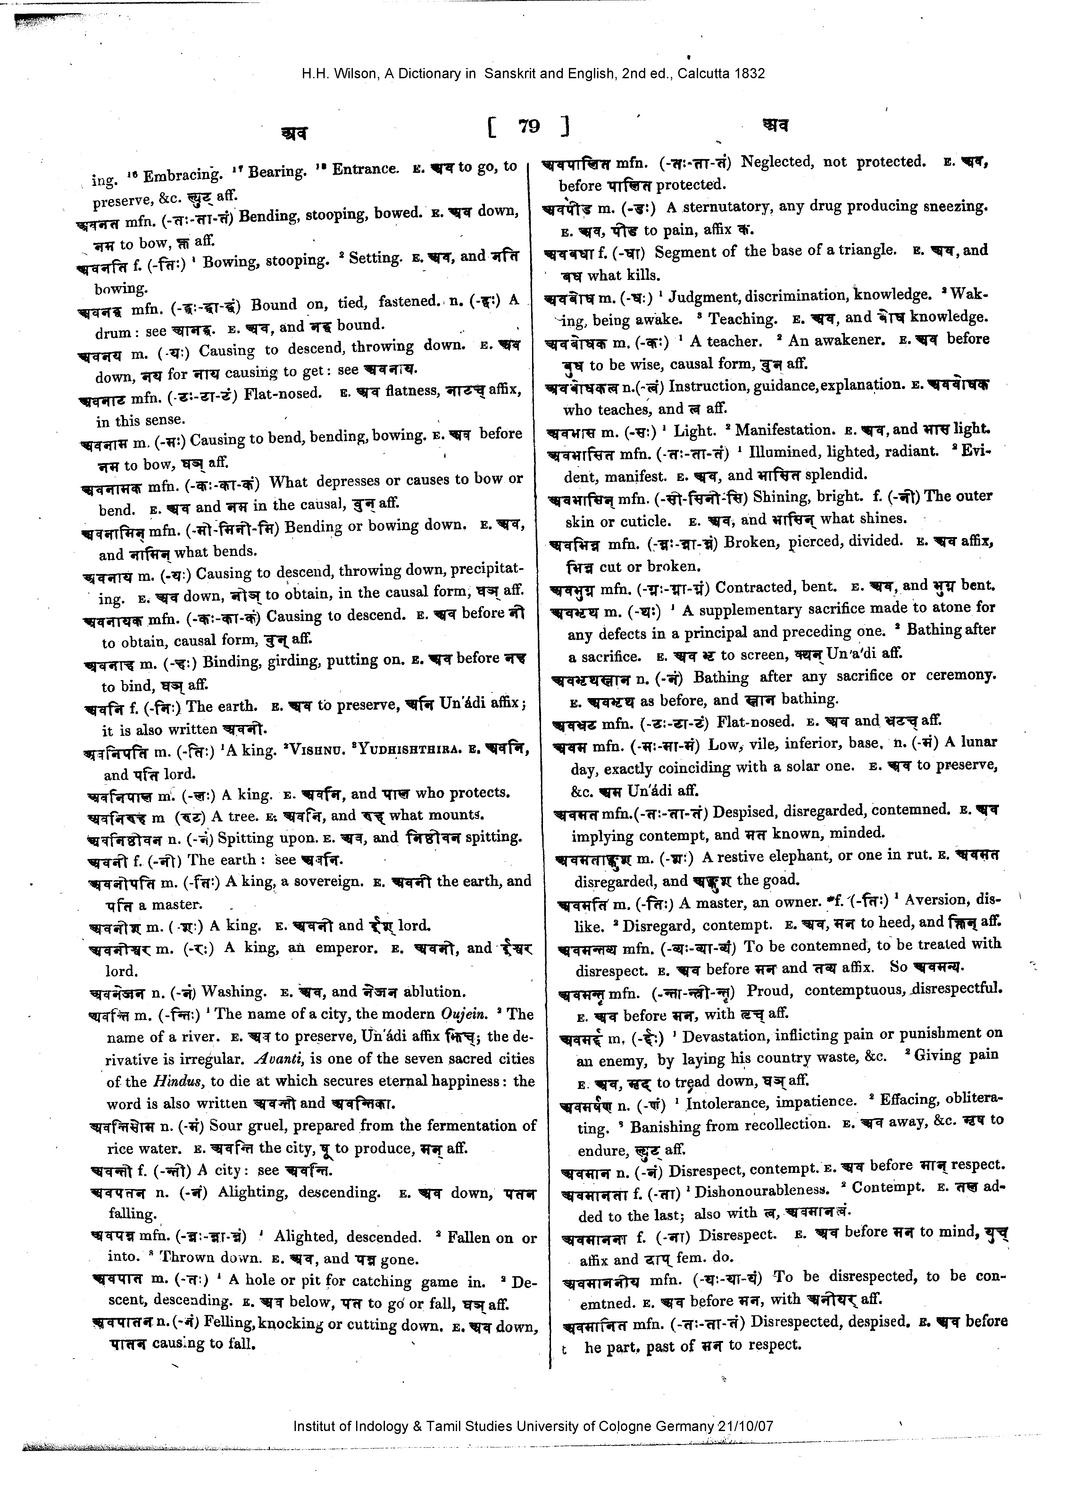 H.H. Wilson, A Dictionary in Sanskrit and English, 2nd ed., Calcutta 1832
अव [ 79 ] अव
ing. ¹⁶ Embracing. ¹⁷ Bearing. ¹⁸ Entrance. E. अव to go, to
preserve, &c. ल्युट् aff.
अवनत mfn. (-तः-ता-तं) Bending, stooping, bowed. E. अव down,
नम to bow, क्त aff.
अवनति f. (-तिः) ¹ Bowing, stooping. ² Setting. E. अव, and नति
bowing.
अवनद्ध mfn. (-द्धः-द्धा-द्धं) Bound on, tied, fastened. n. (-द्धः) A
drum: see आनद्ध. E. अव, and नद्ध bound.
अवनय m. (-यः) Causing to descend, throwing down. E. अव
down, नय for नाय causing to get: see अवनाय.
अवनाट mfn. (-टः-टा-टं) Flat-nosed. E. अव flatness, नाटच् affix,
in this sense.
अवनाम m. (-मः) Causing to bend, bending, bowing. E. अव before
नम to bow, घञ् aff.
अवनामक mfn. (-कः-का-कं) What depresses or causes to bow or
bend. E. अव and नम in the causal, वुन् aff.
अवनामिन् mfn. (-मी-मिनी-मि) Bending or bowing down. E. अव,
and नामिन् what bends.
अवनाय m. (-यः) Causing to descend, throwing down, precipitat-
ing. E. अव down, नीञ् to obtain, in the causal form, घञ् aff.
अवनायक mfn. (-कः-का-कं) Causing to descend. E. अव before नी
to obtain, causal form, वुन् aff.
अवनाह m. (-हः) Binding, girding, putting on. E. अव before नह
to bind, घञ् aff.
अवनि f. (-निः) The earth. E. अव to preserve, अनि Un'ádi affix;
it is also written अवनी.
अवनिपति m. (-तिः) ¹A king. ²VISHNU. ³YUDHISHTHIRA. E. अवनि,
and पति lord.
अवनिपाल m. (-लः) A king. E. अवनि, and पाल who protects.
अवनिरुह m (रुट) A tree. E. अवनि, and रुह् what mounts.
अवनिष्ठीवन n. (-नं) Spitting upon. E. अव, and निष्ठीवन spitting.
अवनी f. (-नी) The earth: see अवनि.
अवनीपति m. (-तिः) A king, a sovereign. E. अवनी the earth, and
पति a master.
अवनीश् m. (-शः) A king. E. अवनी and ईश् lord.
अवनीश्वर m. (-रः) A king, an emperor. E. अवनी, and ईश्वर
lord.
अवनेजन n. (-नं) Washing. E. अव, and नेजन ablution.
अवन्ति m. (-न्तिः) ¹ The name of a city, the modern Oujein. ² The
name of a river. E. अव to preserve, Un'ádi affix झिच्; the de-
rivative is irregular. Avanti, is one of the seven sacred cities
of the Hindus, to die at which secures eternal happiness: the
word is also written अवन्ती and अवन्तिका.
अवन्तिसोम n. (-मं) Sour gruel, prepared from the fermentation of
rice water. E. अवन्ति the city, षू to produce, मन् aff.
अवन्ती f. (-न्ती) A city: see अवन्ति.
अवपतन n. (-नं) Alighting, descending. E. अव down, पतन
falling.
अवपन्न mfn. (-न्नः-न्ना-न्नं) ¹ Alighted, descended. ² Fallen on or
into. ³ Thrown down. E. अव, and पन्न gone.
अवपात m. (-तः) ¹ A hole or pit for catching game in. ² De-
scent, descending. E. अव below, पत to go or fall, घञ् aff.
अवपातन n. (-नं) Felling, knocking or cutting down. E. अव down,
पातन causing to fall.
अवपालित mfn. (-तः-ता-तं) Neglected, not protected. E. अव,
before पालित protected.
अवपीड m. (-डः) A sternutatory, any drug producing sneezing.
E. अव, पीड to pain, affix क.
अवबधा f. (-धा) Segment of the base of a triangle. E. अव, and
बध what kills.
अवबोध m. (-धः) ¹ Judgment, discrimination, knowledge. ² Wak-
ing, being awake. ³ Teaching. E. अव, and बोध knowledge.
अवबोधक m. (-कः) ¹ A teacher. ² An awakener. E. अव before
बुध to be wise, causal form, वुन् aff.
अवबोधकत्व n. (-त्वं) Instruction, guidance, explanation. E. अवबोधक
who teaches, and त्व aff.
अवभास m. (-सः) ¹ Light. ² Manifestation. E. अव, and भास light.
अवभासित mfn. (-तः-ता-तं) ¹ Illumined, lighted, radiant. ² Evi-
dent, manifest. E. अव, and भासित splendid.
अवभासिन् mfn. (-सी-सिनी-सि) Shining, bright. f. (-नी) The outer
skin or cuticle. E. अव, and भासिन् what shines.
अवभिन्न mfn. (-न्नः-न्ना-न्नं) Broken, pierced, divided. E. अव affix,
भिन्न cut or broken.
अवभुग्न mfn. (-ग्नः-ग्ना-ग्नं) Contracted, bent. E. अव, and भुग्न bent.
अवभृथ m. (-थः) ¹ A supplementary sacrifice made to atone for
any defects in a principal and preceding one. ² Bathing after
a sacrifice. E. अव भृ to screen, क्थन् Un'a'di aff.
अवभृथस्नान n. (-नं) Bathing after any sacrifice or ceremony.
E. अवभृथ as before, and स्नान bathing.
अवभ्रट mfn. (-टः-टा-टं) Flat-nosed. E. अव and भ्रटच् aff.
अवम mfn. (-मः-मा-मं) Low, vile, inferior, base. n. (-मं) A lunar
day, exactly coinciding with a solar one. E. अव to preserve,
&c. अम Un'ádi aff.
अवमत mfn. (-तः-ता-तं) Despised, disregarded, contemned. E. अव
implying contempt, and मत known, minded.
अवमताङ्कुश m. (-शः) A restive elephant, or one in rut. E. अवमत
disregarded, and अङ्कुश the goad.
अवमति m. (-तिः) A master, an owner. f. (-तिः) ¹ Aversion, dis-
like. ² Disregard, contempt. E. अव, मन to heed, and क्तिन् aff.
अवमन्तव्य mfn. (-व्यः-व्या-व्यं) To be contemned, to be treated with
disrespect. E. अव before मन and तव्य affix. So अवमन्य.
अवमन्तृ mfn. (-न्ता-न्त्री-न्तृ) Proud, contemptuous, disrespectful.
E. अव before मन, with तृच् aff.
अवमर्द m. (-र्दः) ¹ Devastation, inflicting pain or punishment on
an enemy, by laying his country waste, &c. ² Giving pain
E. अव, मृद to tread down, घञ् aff.
अवमर्षण n. (-णं) ¹ Intolerance, impatience. ² Effacing, oblitera-
ting. ³ Banishing from recollection. E. अव away, &c. मृष to
endure, ल्युट् aff.
अवमान n. (-नं) Disrespect, contempt. E. अव before मान् respect.
अवमानता f. (-ता) ¹ Dishonourableness. ² Contempt. E. तल ad-
ded to the last; also with त्व, अवमानत्वं.
अवमानना f. (-ना) Disrespect. E. अव before मन to mind, युच्
affix and टाप् fem. do.
अवमाननीय mfn. (-यः-या-यं) To be disrespected, to be con-
emtned. E. अव before मन, with अनीयर् aff.
अवमानित mfn. (-तः-ता-तं) Disrespected, despised. E. अव before
t he part. past of मन to respect.
Institut of Indology & Tamil Studies University of Cologne Germany 21/10/07